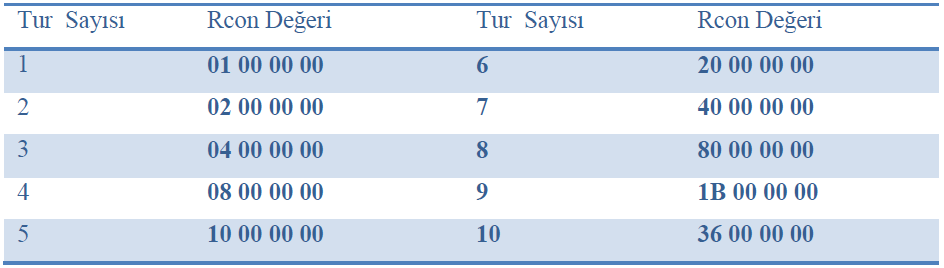 Tur Sayısı Rcon Değeri Tur Sayısı Rcon Değeri
1 01 00 00 00 6 20 00 00 00
2 02 00 00 00 7 40 00 00 00
3 04 00 00 00 8 80 00 00 00
4 08 00 00 00 9 1B 00 00 00
5 10 00 00 00 10 36 00 00 00